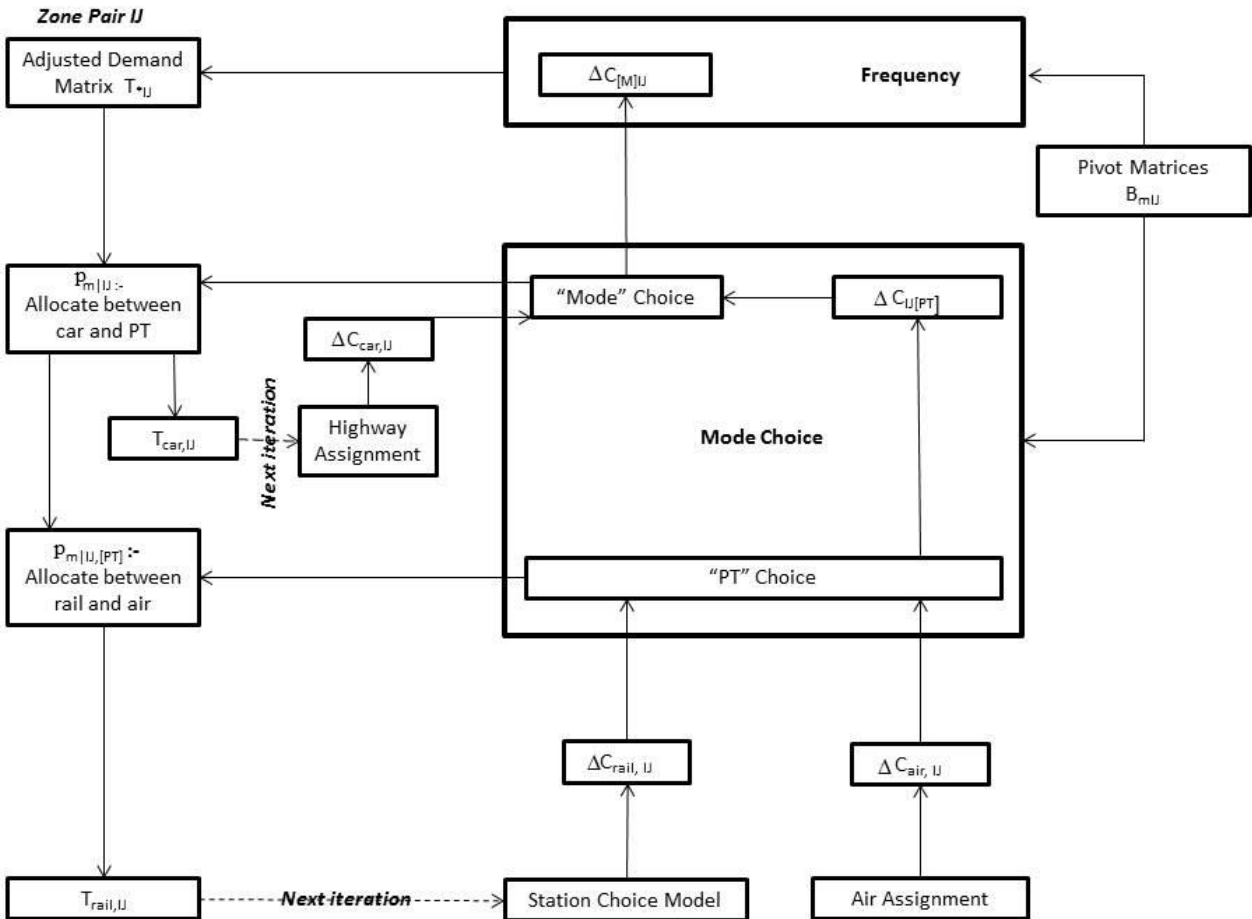 Zone Pair IJ
Adjusted Demand
Matrix T*IJ
ΔC[M]IJ
Frequency
Pivot Matrices
BmIJ
pm|IJ :-
Allocate between
car and PT
"Mode" Choice
Δ CIJ[PT]
ΔCcar,IJ
Next iteration
Tcar,IJ
Highway
Assignment
Mode Choice
pm|IJ,[PT] :-
Allocate between
rail and air
"PT" Choice
ΔCrail, IJ
Δ Cair, IJ
Trail,IJ
Next iteration
Station Choice Model
Air Assignment